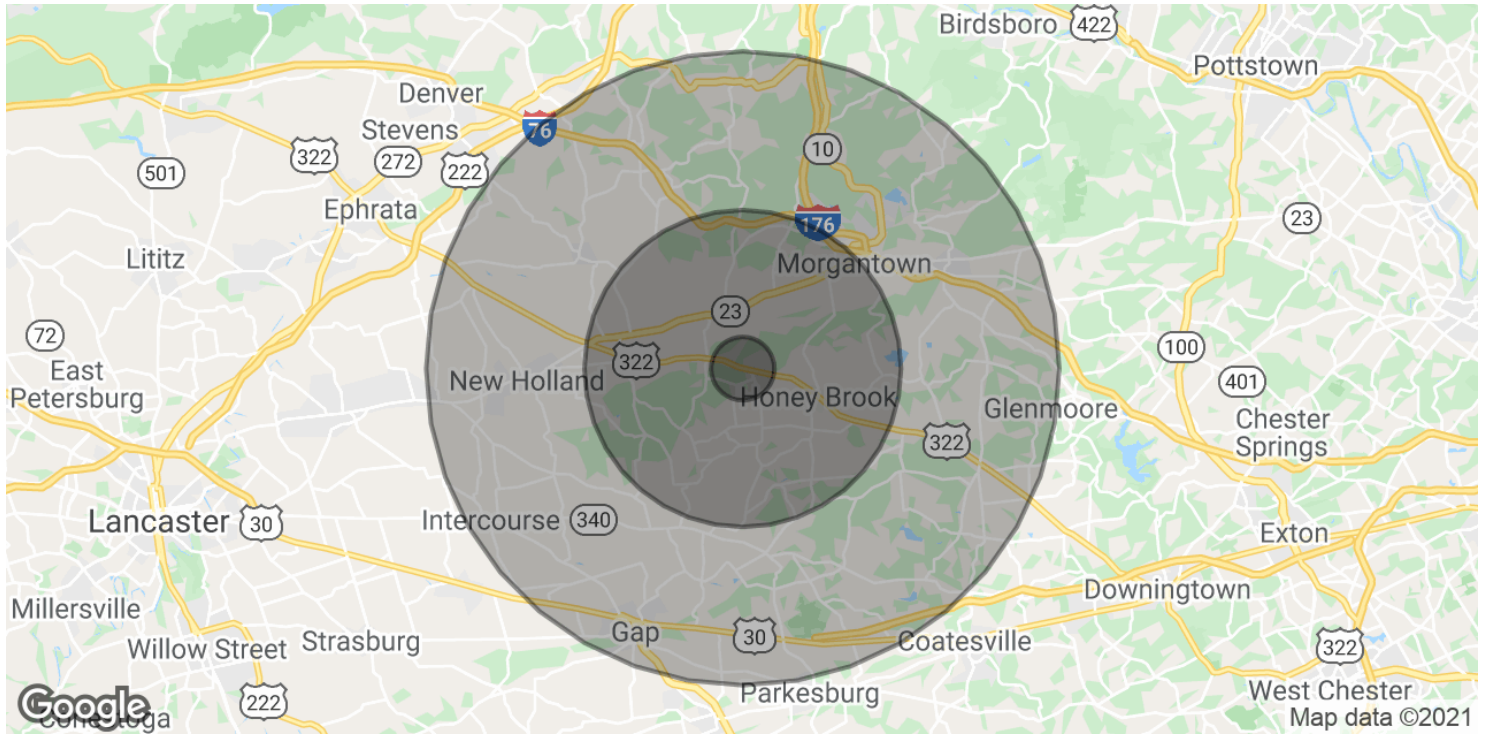 Birdsboro
422
Pottstown
Denver
76
Stevens
322
272
222
10
501
Ephrata
23
176
Lititz
Morgantown
23
72
322
100
East
Petersburg
New Holland
401
Honey Brook
Glenmoore
Chester
Springs
322
Lancaster
30
Intercourse
340
Exton
Downingtown
Millersville
Willow Street
Strasburg
Gap
30
Coatesville
322
Parkesburg
West Chester
222
Google
Conestoga
Map data ©2021